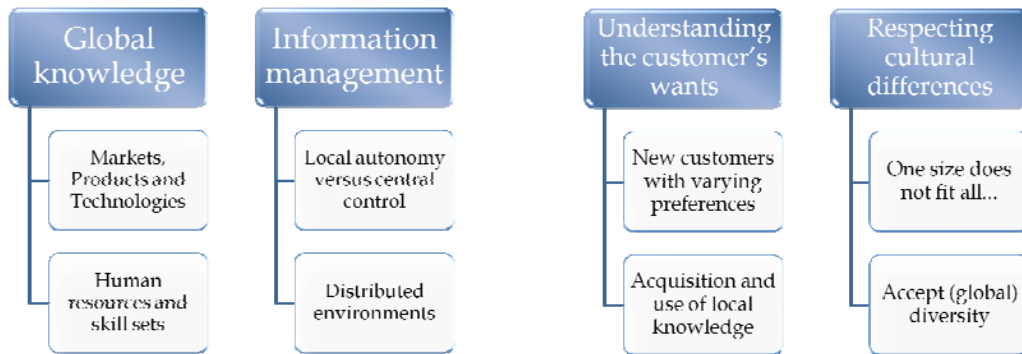 Global
knowledge
Markets,
Products and
Technologies
Human
resources and
skill sets
Information
management
Local autonomy
versus central
control
Distributed
environments
Understanding
the customer's
wants
New customers
with varying
preferences
Acquisition and
use of local
knowledge
Respecting
cultural
differences
One size does
not fit all...
Accept (global)
diversity